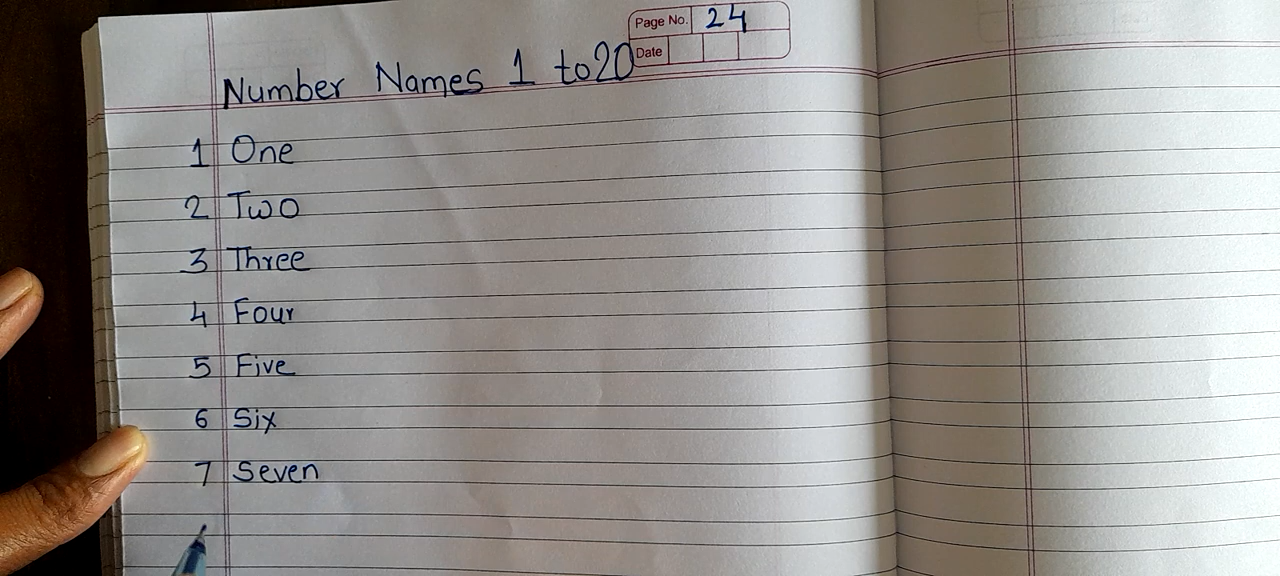 Page No. 24
Date
Number Names 1 to 20
1 One
2 Two
3 Three
4 Four
5 Five
6 Six
7 Seven